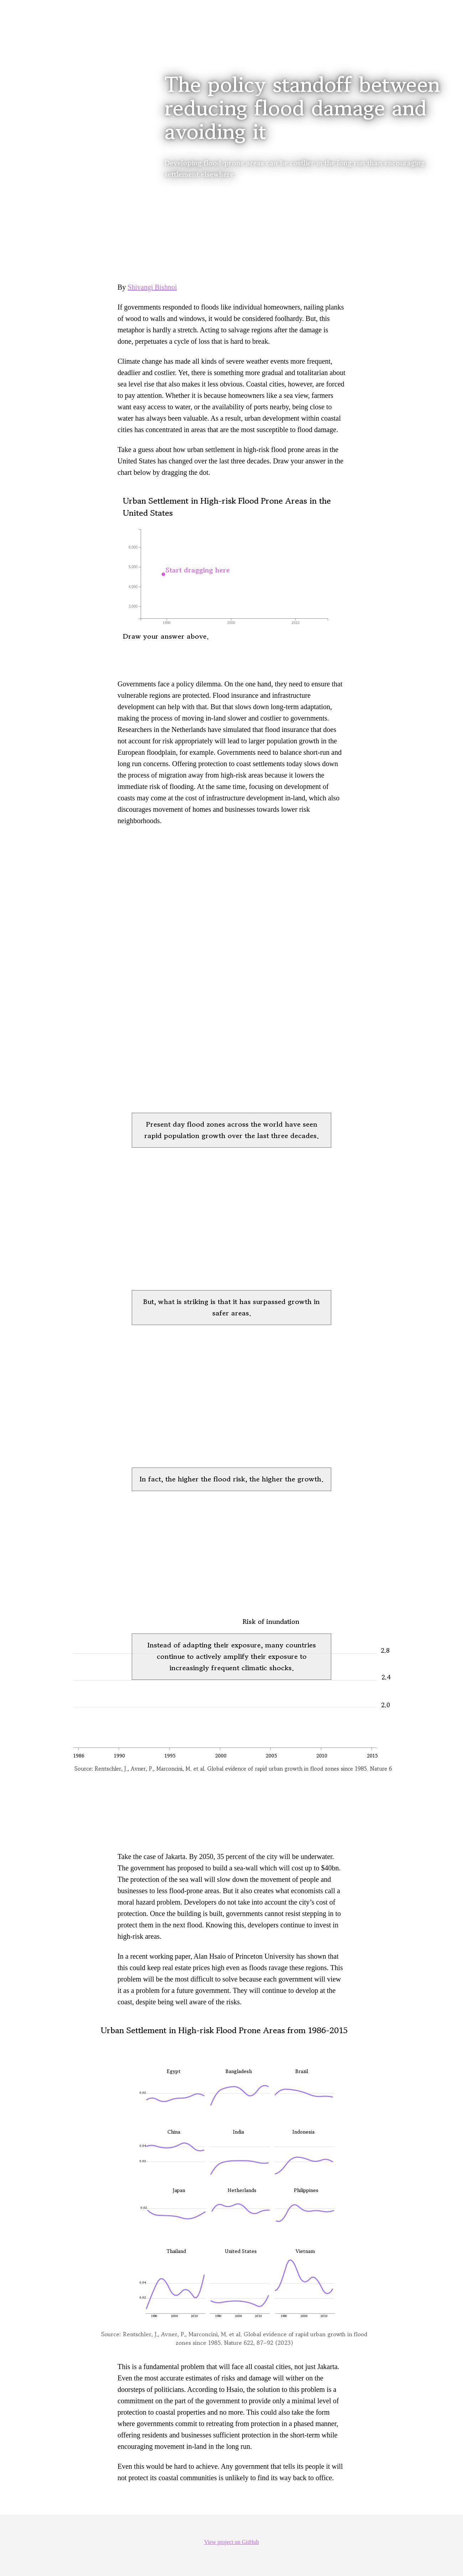 The policy standoff between
reducing flood damage and
avoiding it
Developing flood-prone areas can be costlier in the long run than encouraging
settlement elsewhere
By Shivangi Bishnoi
If governments responded to floods like individual homeowners, nailing planks
of wood to walls and windows, it would be considered foolhardy. But, this
metaphor is hardly a stretch. Acting to salvage regions after the damage is
done, perpetuates a cycle of loss that is hard to break.
Climate change has made all kinds of severe weather events more frequent,
deadlier and costlier. Yet, there is something more gradual and totalitarian about
sea level rise that also makes it less obvious. Coastal cities, however, are forced
to pay attention. Whether it is because homeowners like a sea view, farmers
want easy access to water, or the availability of ports nearby, being close to
water has always been valuable. As a result, urban development within coastal
cities has concentrated in areas that are the most susceptible to flood damage.
Take a guess about how urban settlement in high-risk flood prone areas in the
United States has changed over the last three decades. Draw your answer in the
chart below by dragging the dot.
Urban Settlement in High-risk Flood Prone Areas in the
United States
Start dragging here
Draw your answer above.
Governments face a policy dilemma. On the one hand, they need to ensure that
vulnerable regions are protected. Flood insurance and infrastructure
development can help with that. But that slows down long-term adaptation,
making the process of moving in-land slower and costlier to governments.
Researchers in the Netherlands have simulated that flood insurance that does
not account for risk appropriately will lead to larger population growth in the
European floodplain, for example. Governments need to balance short-run and
long run concerns. Offering protection to coast settlements today slows down
the process of migration away from high-risk areas because it lowers the
immediate risk of flooding. At the same time, focusing on development of
coasts may come at the cost of infrastructure development in-land, which also
discourages movement of homes and businesses towards lower risk
neighborhoods.
Present day flood zones across the world have seen
rapid population growth over the last three decades.
But, what is striking is that it has surpassed growth in
safer areas.
In fact, the higher the flood risk, the higher the growth.
Risk of inundation
Instead of adapting their exposure, many countries
continue to actively amplify their exposure to
increasingly frequent climatic shocks.
2.8
2.4
2.0
1986 1990 1995 2000 2005 2010 2015
Source: Rentschler, J., Avner, P., Marconcini, M. et al. Global evidence of rapid urban growth in flood zones since 1985. Nature 6
Take the case of Jakarta. By 2050, 35 percent of the city will be underwater.
The government has proposed to build a sea-wall which will cost up to $40bn.
The protection of the sea wall will slow down the movement of people and
businesses to less flood-prone areas. But it also creates what economists call a
moral hazard problem. Developers do not take into account the city's cost of
protection. Once the building is built, governments cannot resist stepping in to
protect them in the next flood. Knowing this, developers continue to invest in
high-risk areas.
In a recent working paper, Alan Hsaio of Princeton University has shown that
this could keep real estate prices high even as floods ravage these regions. This
problem will be the most difficult to solve because each government will view
it as a problem for a future government. They will continue to develop at the
coast, despite being well aware of the risks.
Urban Settlement in High-risk Flood Prone Areas from 1986-2015
Egypt Bangladesh Brazil
China India Indonesia
Japan Netherlands Philippines
Thailand United States Vietnam
Source: Rentschler, J., Avner, P., Marconcini, M. et al. Global evidence of rapid urban growth in flood
zones since 1985. Nature 622, 87–92 (2023)
This is a fundamental problem that will face all coastal cities, not just Jakarta.
Even the most accurate estimates of risks and damage will wither on the
doorsteps of politicians. According to Hsaio, the solution to this problem is a
commitment on the part of the government to provide only a minimal level of
protection to coastal properties and no more. This could also take the form
where governments commit to retreating from protection in a phased manner,
offering residents and businesses sufficient protection in the short-term while
encouraging movement in-land in the long run.
Even this would be hard to achieve. Any government that tells its people it will
not protect its coastal communities is unlikely to find its way back to office.
View project on GitHub